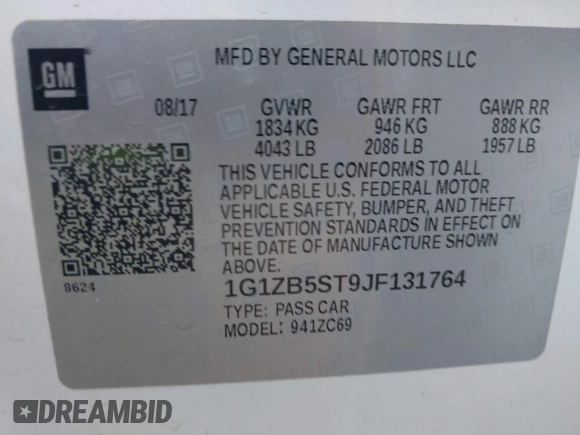 GM
MFD BY GENERAL MOTORS LLC
08/17 GVWR GAWR FRT GAWR RR
1834 KG 946 KG 888 KG
4043 LB 2086 LB 1957 LB
THIS VEHICLE CONFORMS TO ALL
APPLICABLE U.S. FEDERAL MOTOR
VEHICLE SAFETY, BUMPER, AND THEFT
PREVENTION STANDARDS IN EFFECT ON
THE DATE OF MANUFACTURE SHOWN
ABOVE.
8624
1G1ZB5ST9JF131764
TYPE: PASS CAR
MODEL: 941ZC69
DREAMBID